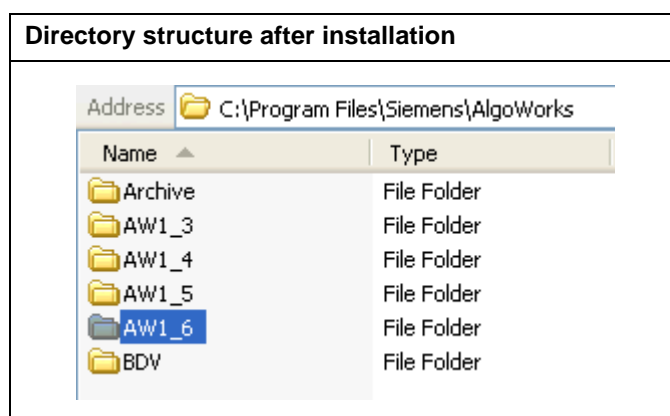 Directory structure after installation
Address C:\Program Files\Siemens\AlgoWorks
Name Type
Archive File Folder
AW1_3 File Folder
AW1_4 File Folder
AW1_5 File Folder
AW1_6 File Folder
BDV File Folder